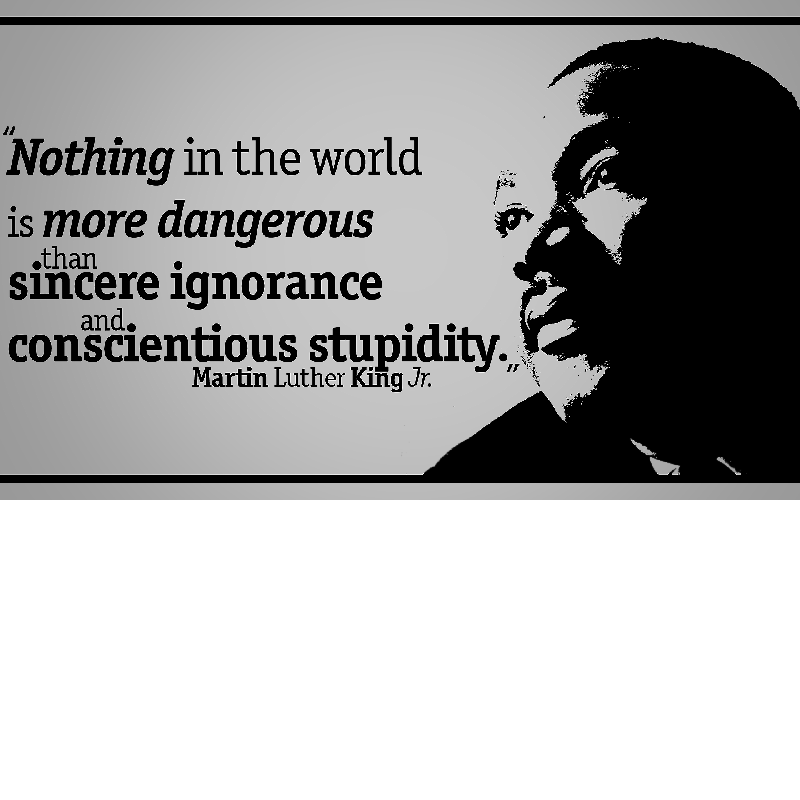 “Nothing in the world
is more dangerous
than
sincere ignorance
and
conscientious stupidity.”
Martin Luther King Jr.